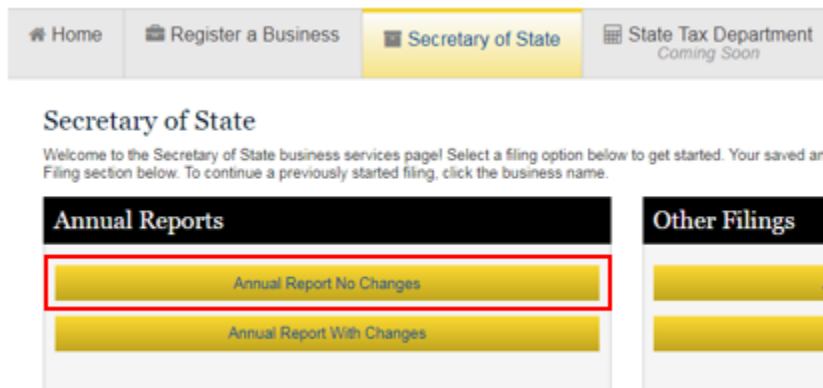 Home
Register a Business
Secretary of State
State Tax Department
Coming Soon
Secretary of State
Welcome to the Secretary of State business services page! Select a filing option below to get started. Your saved
Filing section below. To continue a previously started filing, click the business name.
Annual Reports
Other Filings
Annual Report No Changes
Annual Report With Changes